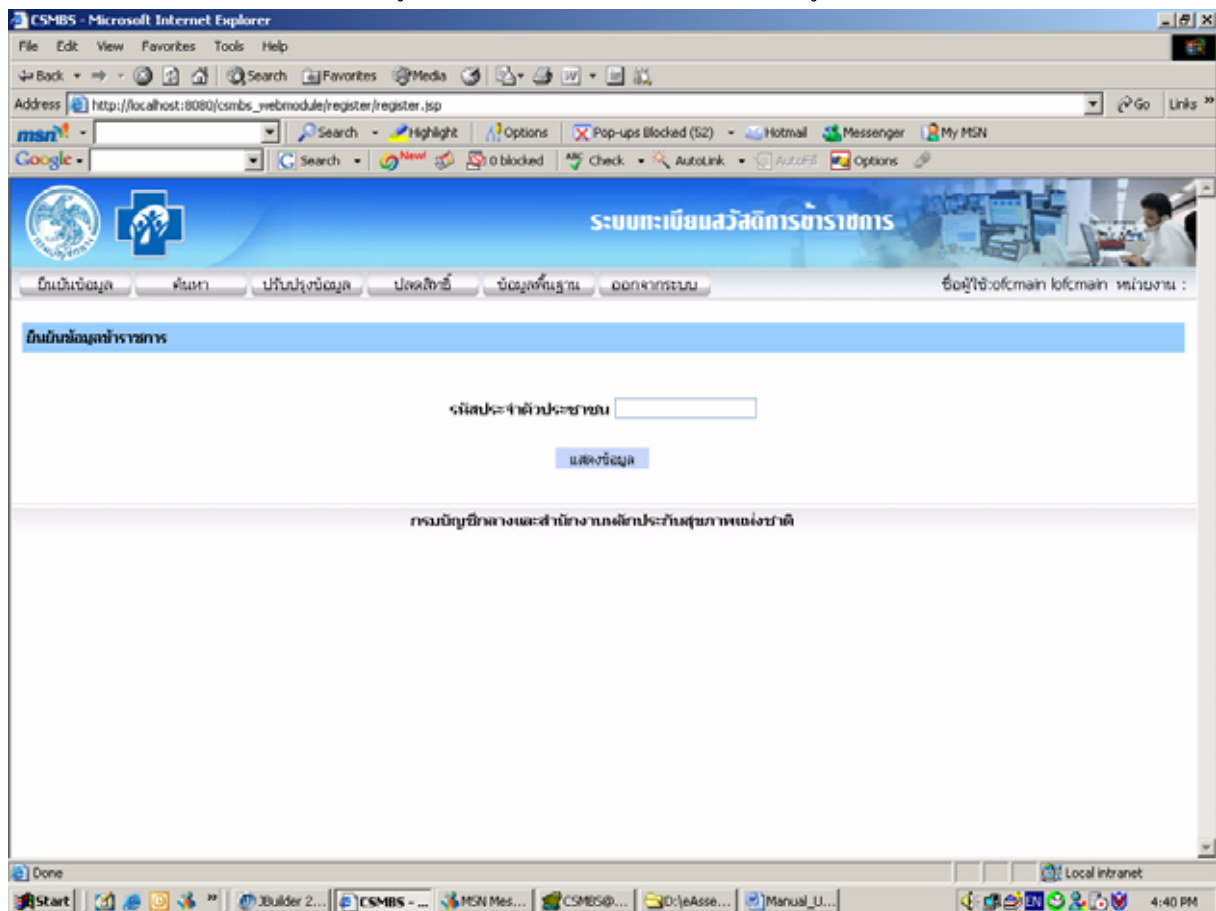 CSMBS - Microsoft Internet Explorer
File Edit View Favorites Tools Help
Back Search Favorites Media
Address http://localhost:8080/csmbs_webmodule/register/register.jsp Go Links »
msn Search Highlight Options Pop-ups Blocked (52) Hotmail Messenger My MSN
Google Search New! 0 blocked Check AutoLink AutoFill Options
ระบบทะเบียนสวัสดิการข้าราชการ
ยืนยันข้อมูล ค้นหา ปรับปรุงข้อมูล ปลดสิทธิ์ ข้อมูลพื้นฐาน ออกจากระบบ ชื่อผู้ใช้:ofcmain lofcmain หน่วยงาน :
ยืนยันข้อมูลข้าราชการ
รหัสประจำตัวประชาชน
แสดงข้อมูล
กรมบัญชีกลางและสำนักงานหลักประกันสุขภาพแห่งชาติ
Done Local intranet
Start » JBuilder 2... CSMBS - ... MSN Mes... CSMBS@... D:\eAsse... Manual_U... EN 4:40 PM